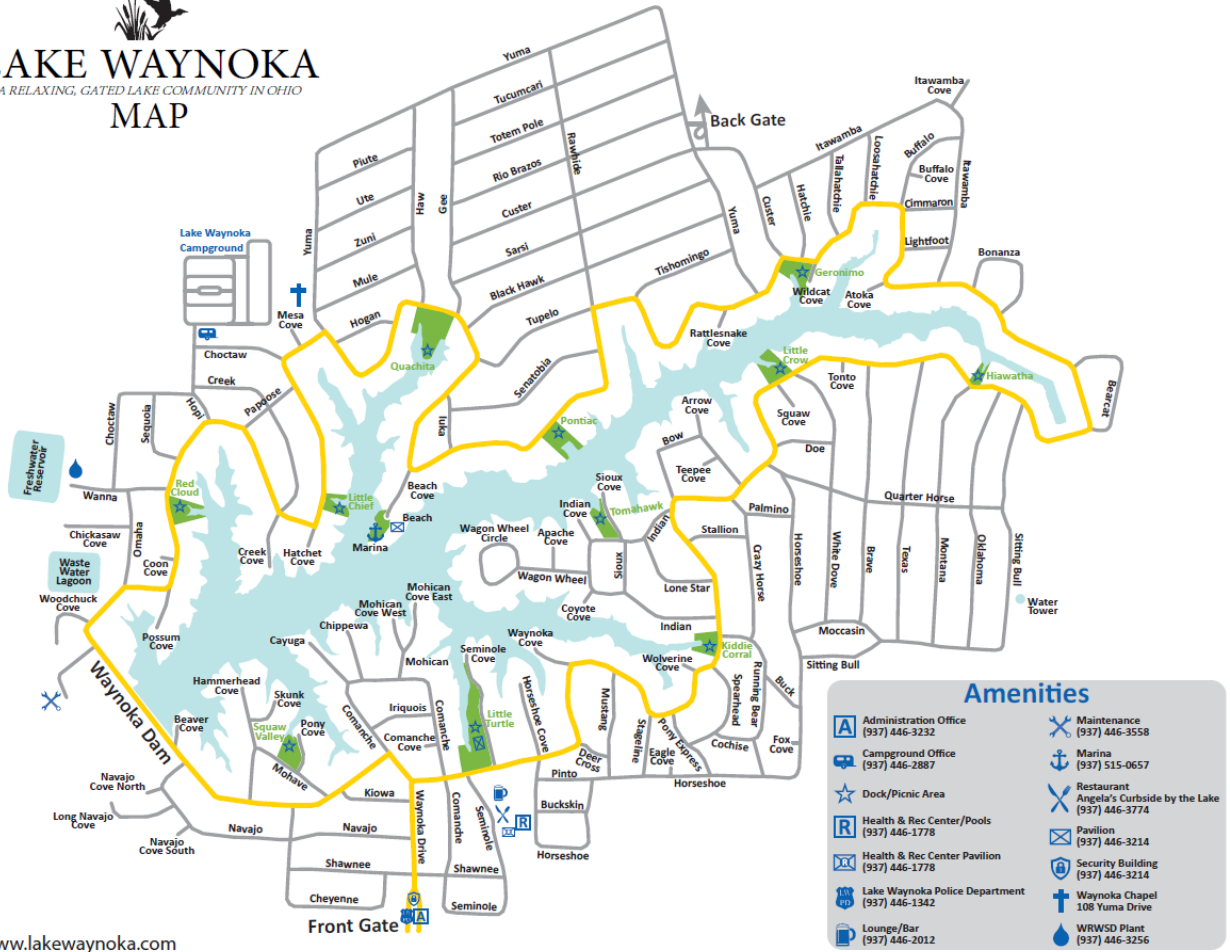 LAKE WAYNOKA
A RELAXING, GATED LAKE COMMUNITY IN OHIO
MAP
Yuma
Tucumcari
Totem Pole
Rio Brazos
Custer
Sarsi
Black Hawk
Tupelo
Rawhide
Tishomingo
Piute
Ute
Zuni
Mule
Hogan
Haw
Gee
Yuma
Back Gate
Yuma
Custer
Hatchie
Itawamba
Tallahatchie
Loosahatchie
Buffalo
Buffalo
Cove
Itawamba
Cove
Itawamba
Cimmaron
Lightfoot
Bonanza
Geronimo
Wildcat
Cove
Atoka
Cove
Rattlesnake
Cove
Lake Waynoka
Campground
Mesa
Cove
Choctaw
Creek
Hopi
Papoose
Choctaw
Sequoia
Quachita
Senatobia
Iuka
Pontiac
Little
Crow
Tonto
Cove
Hiawatha
Bearcat
Squaw
Cove
Arrow
Cove
Bow
Teepee
Cove
Doe
Quarter Horse
Freshwater
Reservoir
Wanna
Chickasaw
Cove
Omaha
Red
Cloud
Coon
Cove
Waste
Water
Lagoon
Woodchuck
Cove
Creek
Cove
Hatchet
Cove
Little
Chief
Marina
Beach
Cove
Beach
Sioux
Cove
Indian
Cove
Tomahawk
Indian
Sioux
Wagon Wheel
Circle
Apache
Cove
Wagon Wheel
Coyote
Palmino
Stallion
Lone Star
Indian
Crazy Horse
Horseshoe
White Dove
Brave
Texas
Montana
Oklahoma
Sitting Bull
Water
Tower
Moccasin
Sitting Bull
Mohican
Cove East
Mohican
Cove West
Chippewa
Cayuga
Mohican
Seminole
Cove
Waynoka
Cove
Wolverine
Cove
Kiddie
Corral
Possum
Cove
Waynoka Dam
Hammerhead
Cove
Skunk
Cove
Squaw
Valley
Pony
Cove
Beaver
Cove
Mohave
Comanche
Iriquois
Comanche
Cove
Comanche
Little
Turtle
Horseshoe Cove
Mustang
Stageline
Pony Express
Eagle
Cove
Deer
Cross
Spearhead
Running Bear
Buck
Cochise
Fox
Cove
Horseshoe
Pinto
Buckskin
Horseshoe
Navajo
Cove North
Long Navajo
Cove
Navajo
Cove South
Navajo
Navajo
Kiowa
Shawnee
Cheyenne
Waynoka Drive
Comanche
Seminole
Shawnee
Seminole
R
A
Front Gate
www.lakewaynoka.com
Amenities
A Administration Office
(937) 446-3232
Campground Office
(937) 446-2887
Dock/Picnic Area
R Health & Rec Center/Pools
(937) 446-1778
Health & Rec Center Pavilion
(937) 446-1778
PD Lake Waynoka Police Department
(937) 446-1342
Lounge/Bar
(937) 446-2012
Maintenance
(937) 446-3558
Marina
(937) 515-0657
Restaurant
Angela's Curbside by the Lake
(937) 446-3774
Pavilion
(937) 446-3214
Security Building
(937) 446-3214
Waynoka Chapel
108 Yuma Drive
RWRSD Plant
(937) 446-3256